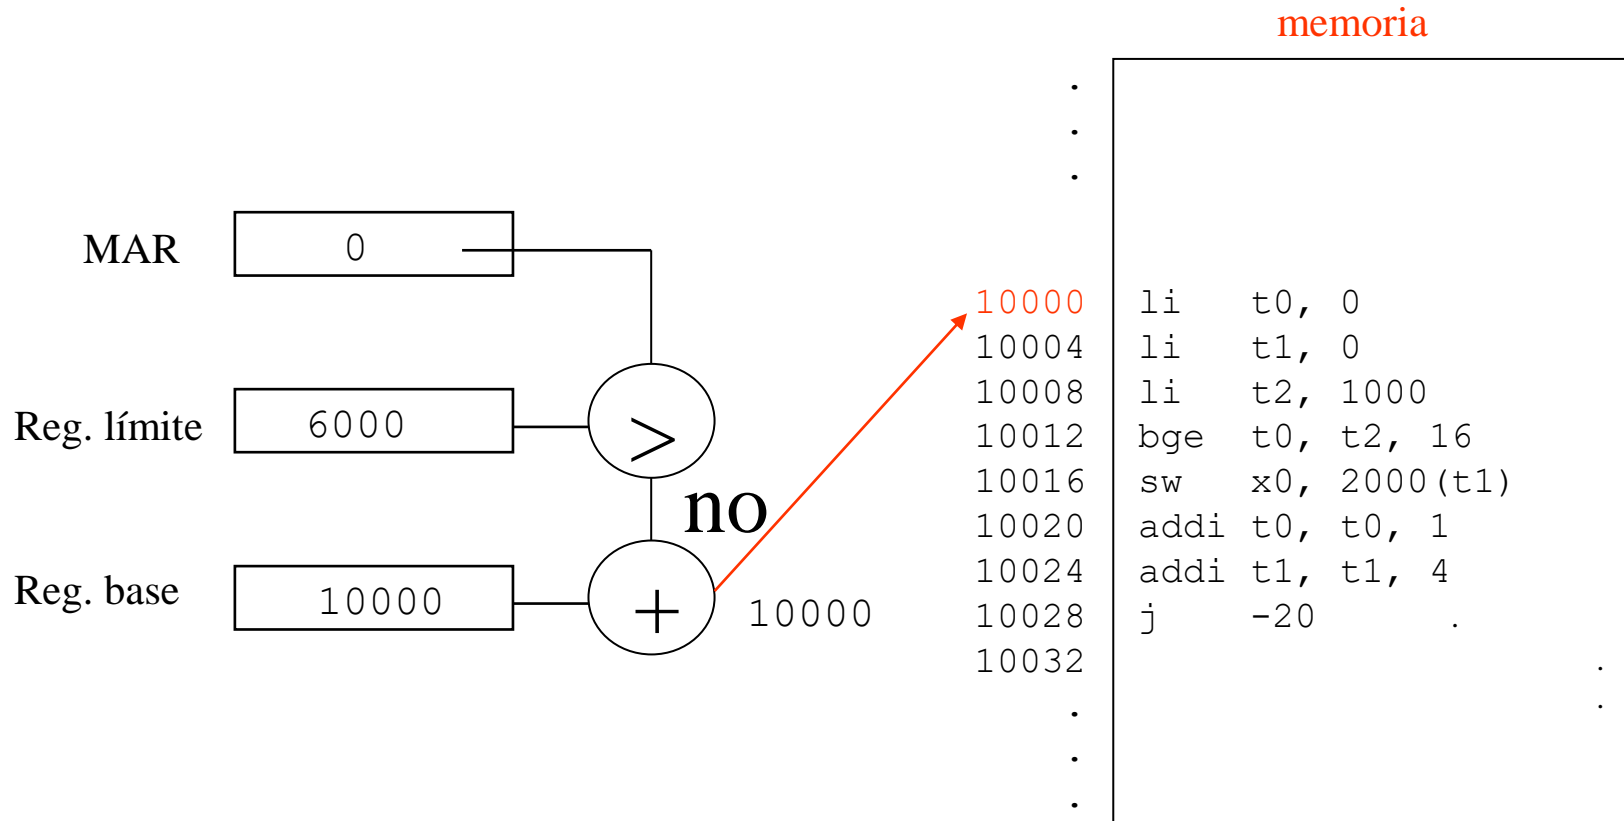 memoria
.
.
.
MAR 0
Reg. límite 6000
>
no
Reg. base 10000
+
10000
10000 li t0, 0
10004 li t1, 0
10008 li t2, 1000
10012 bge t0, t2, 16
10016 sw x0, 2000(t1)
10020 addi t0, t0, 1
10024 addi t1, t1, 4
10028 j -20 .
10032 .
. .
.
.